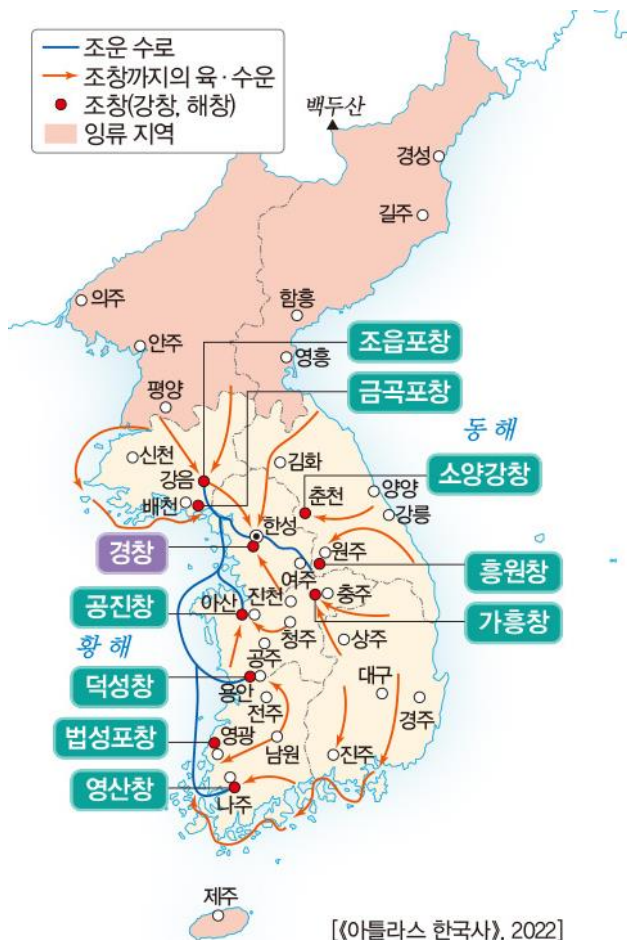 조운 수로
조창까지의 육·수운
조창(강창, 해창)
잉류 지역
백두산
경성
길주
의주
함흥
안주
영흥
조읍포창
평양
금곡포창
동해
신천
김화
소양강창
강음
춘천
양양
배천
강릉
한성
경창
원주
흥원창
여주
공진창
아산
진천
충주
가흥창
청주
상주
황해
공주
덕성창
용안
대구
전주
경주
법성포창
영광
남원
진주
영산창
나주
제주
[《아틀라스 한국사》, 2022]